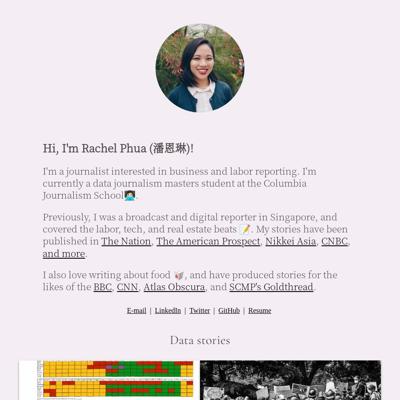 Hi, I'm Rachel Phua (潘恩琳)!
I'm a journalist interested in business and labor reporting. I'm
currently a data journalism masters student at the Columbia
Journalism School👩🏻‍💻.
Previously, I was a broadcast and digital reporter in Singapore, and
covered the labor, tech, and real estate beats 📝. My stories have been
published in The Nation, The American Prospect, Nikkei Asia, CNBC,
and more.
I also love writing about food 🥡, and have produced stories for the
likes of the BBC, CNN, Atlas Obscura, and SCMP's Goldthread.
E-mail | LinkedIn | Twitter | GitHub | Resume
Data stories